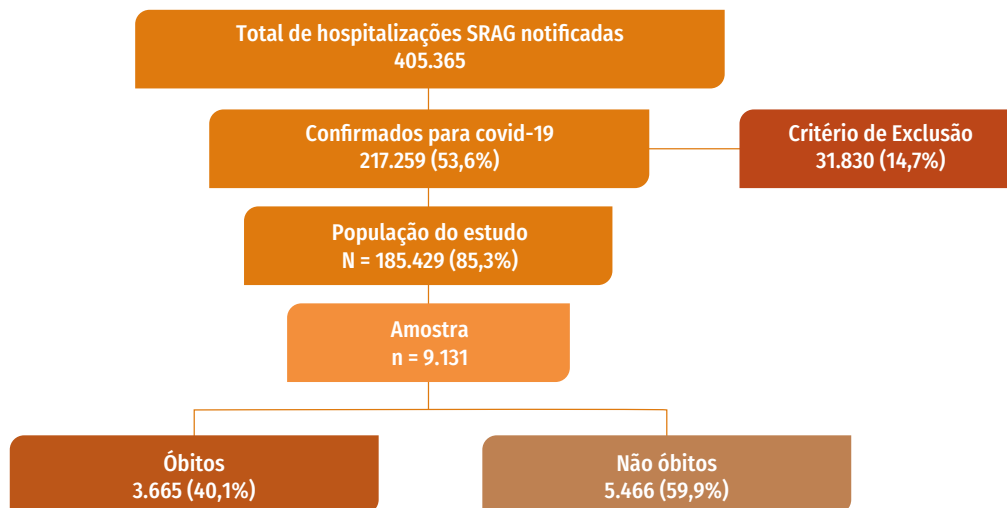 Total de hospitalizações SRAG notificadas
405.365
Confirmados para covid-19
217.259 (53,6%)
Critério de Exclusão
31.830 (14,7%)
População do estudo
N = 185.429 (85,3%)
Amostra
n = 9.131
Óbitos
3.665 (40,1%)
Não óbitos
5.466 (59,9%)